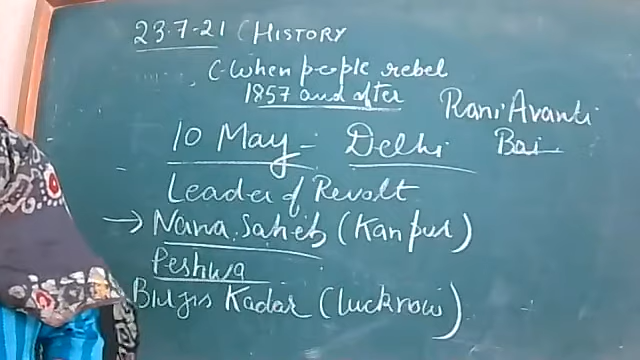 23.7-21 (HISTORY
C-When people rebel
1857 and after
Rani Avanti
Bai
10 May - Delhi
Leader of Revolt
→ Nana Saheb (Kanpur)
Peshwa
Birjis Kadar (lucknow)